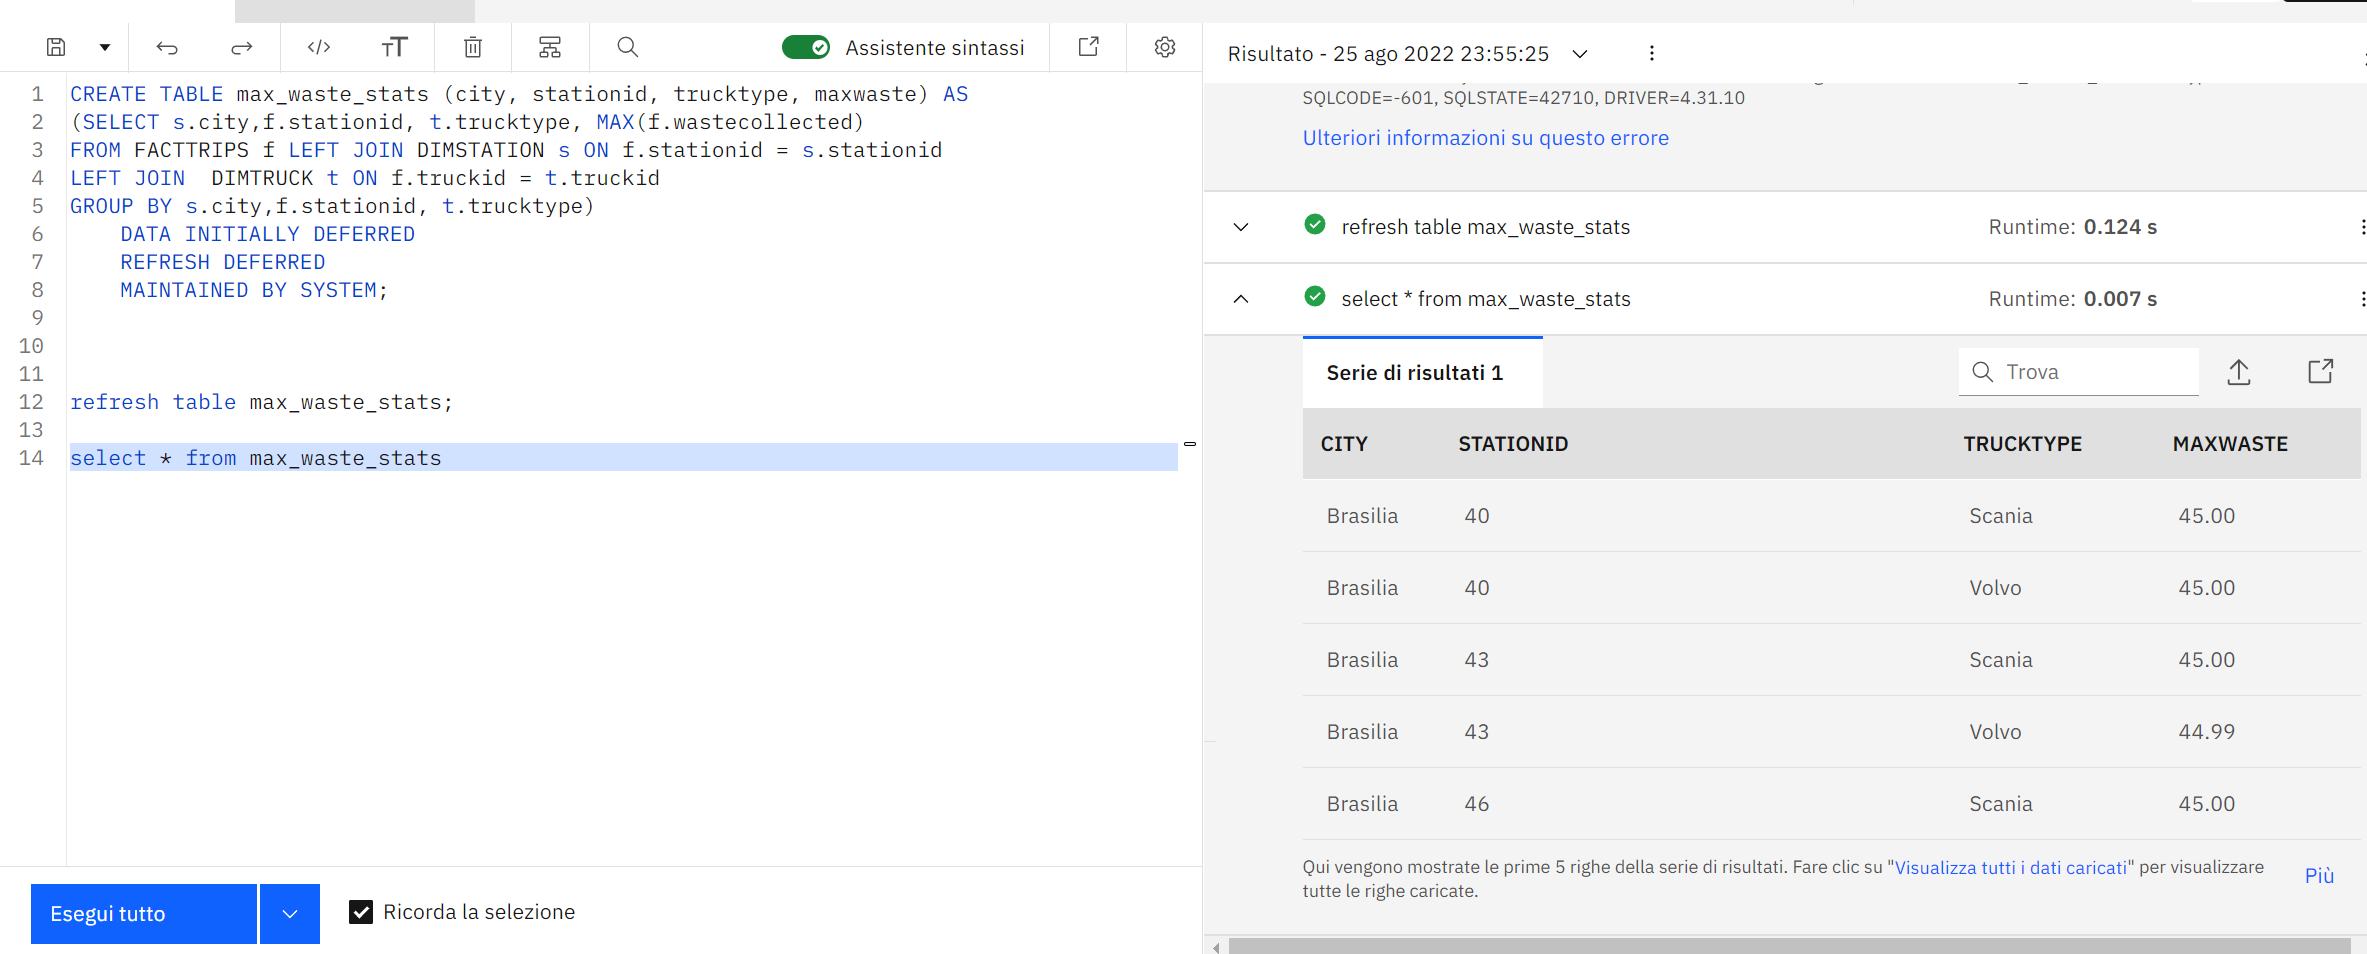 Assistente sintassi
1 CREATE TABLE max_waste_stats (city, stationid, trucktype, maxwaste) AS
2 (SELECT s.city,f.stationid, t.trucktype, MAX(f.wastecollected)
3 FROM FACTTRIPS f LEFT JOIN DIMSTATION s ON f.stationid = s.stationid
4 LEFT JOIN  DIMTRUCK t ON f.truckid = t.truckid
5 GROUP BY s.city,f.stationid, t.trucktype)
6     DATA INITIALLY DEFERRED
7     REFRESH DEFERRED
8     MAINTAINED BY SYSTEM;
9
10
11
12 refresh table max_waste_stats;
13
14 select * from max_waste_stats
Esegui tutto
Ricorda la selezione
Risultato - 25 ago 2022 23:55:25
SQLCODE=-601, SQLSTATE=42710, DRIVER=4.31.10
Ulteriori informazioni su questo errore
refresh table max_waste_stats Runtime: 0.124 s
select * from max_waste_stats Runtime: 0.007 s
Serie di risultati 1 Trova
CITY STATIONID TRUCKTYPE MAXWASTE
Brasilia 40 Scania 45.00
Brasilia 40 Volvo 45.00
Brasilia 43 Scania 45.00
Brasilia 43 Volvo 44.99
Brasilia 46 Scania 45.00
Qui vengono mostrate le prime 5 righe della serie di risultati. Fare clic su "Visualizza tutti i dati caricati" per visualizzare
tutte le righe caricate.
Più